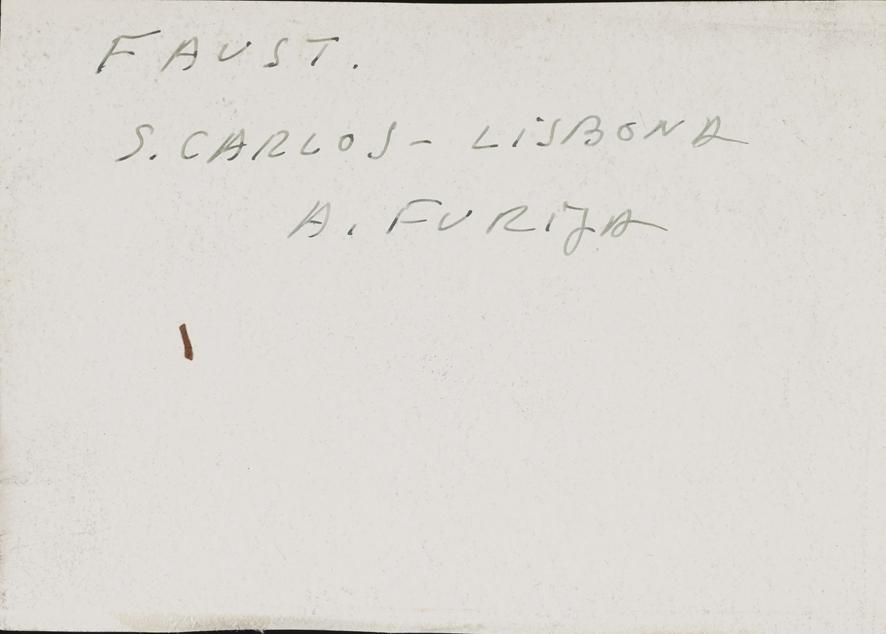 FAUST.
S. CARLOS - LiSBONA
A. FURiJA